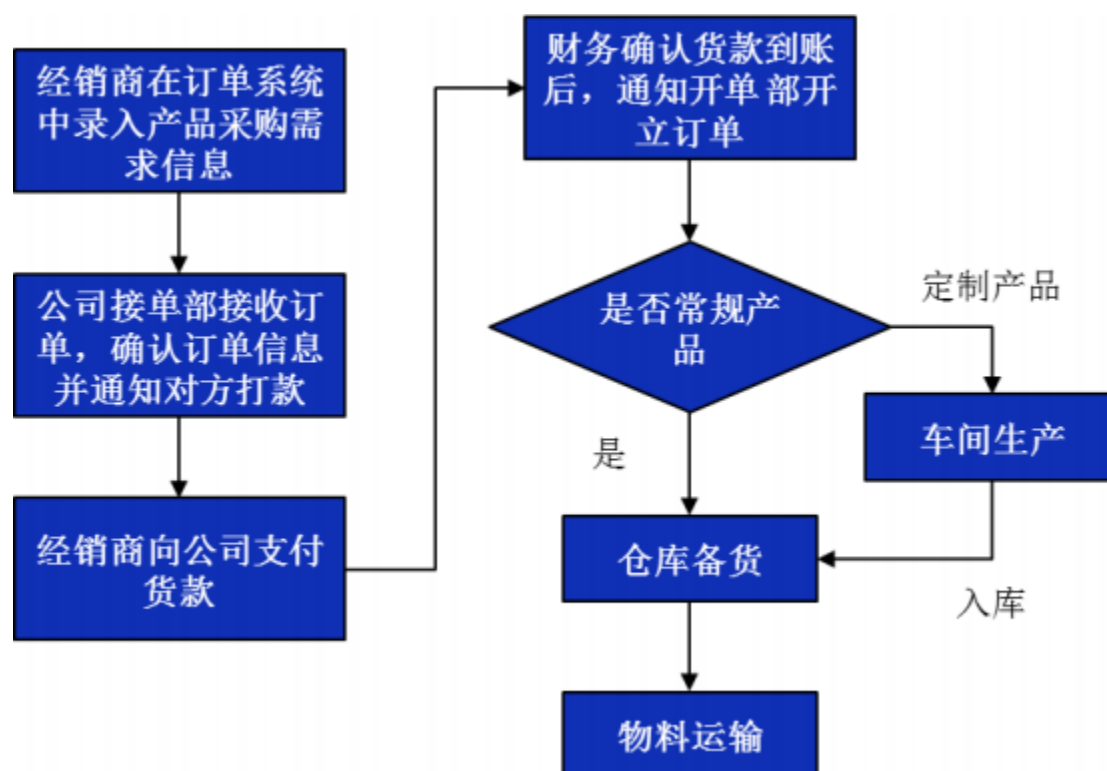 经销商在订单系统
中录入产品采购需
求信息
公司接单部接收订
单，确认订单信息
并通知对方打款
经销商向公司支付
货款
财务确认货款到账
后，通知开单部开
立订单
是否常规产
品
定制产品
车间生产
是
仓库备货
入库
物料运输